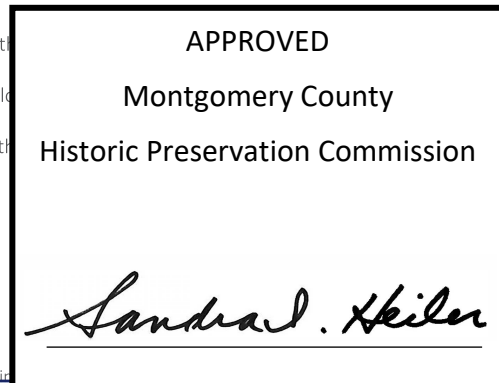 APPROVED
Montgomery County
Historic Preservation Commission
Sandra I. Heiler